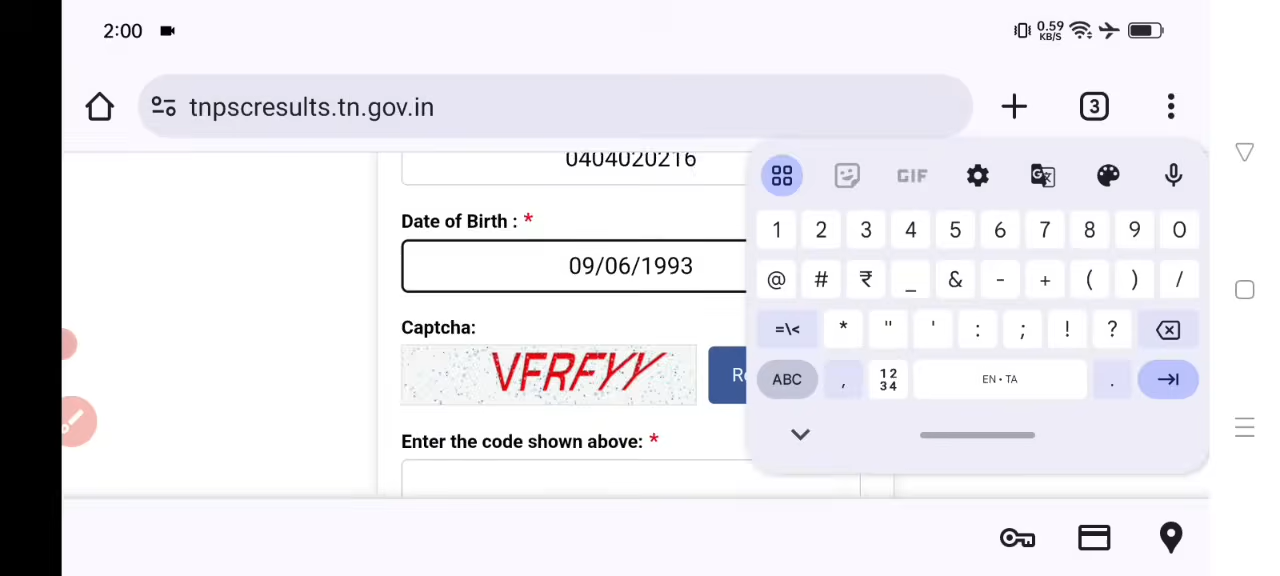 2:00
0.59
KB/S
tnpscresults.tn.gov.in
3
0404020216
Date of Birth : *
09/06/1993
Captcha:
VFRFYY
Enter the code shown above: *
GIF
1 2 3 4 5 6 7 8 9 0
@ # ₹ _ & - + ( ) /
=\< * " ' : ; ! ?
ABC , 12 34 EN • TA .